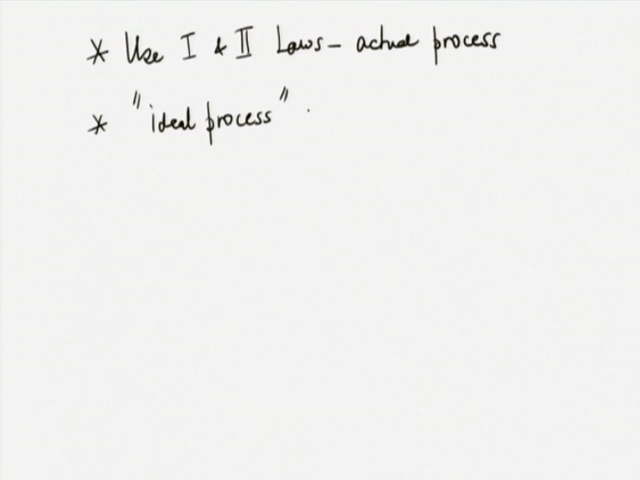 * Use I & II Laws - actual process
* "ideal process" .